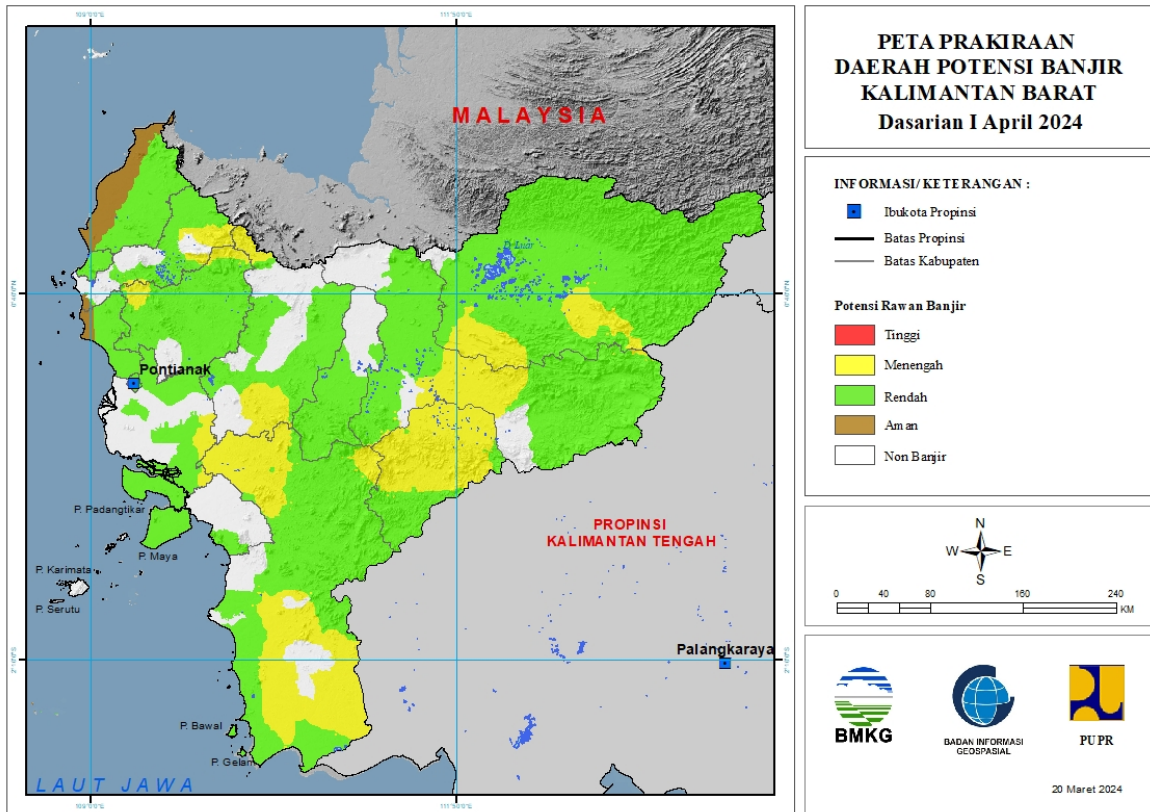 PETA PRAKIRAAN
DAERAH POTENSI BANJIR
KALIMANTAN BARAT
Dasarian I April 2024
INFORMASI/ KETERANGAN :
Ibukota Propinsi
Batas Propinsi
Batas Kabupaten
Potensi Rawan Banjir
Tinggi
Menengah
Rendah
Aman
Non Banjir
N
W E
S
0 40 80 160 240
KM
BMKG
BADAN INFORMASI
GEOSPASIAL
PUPR
20 Maret 2024
MALAYSIA
Pontianak
P. Padangtikar
P. Maya
P. Karimata
P. Serutu
PROPINSI
KALIMANTAN TENGAH
Palangkaraya
P. Bawal
P. Gelam
LAUT JAWA